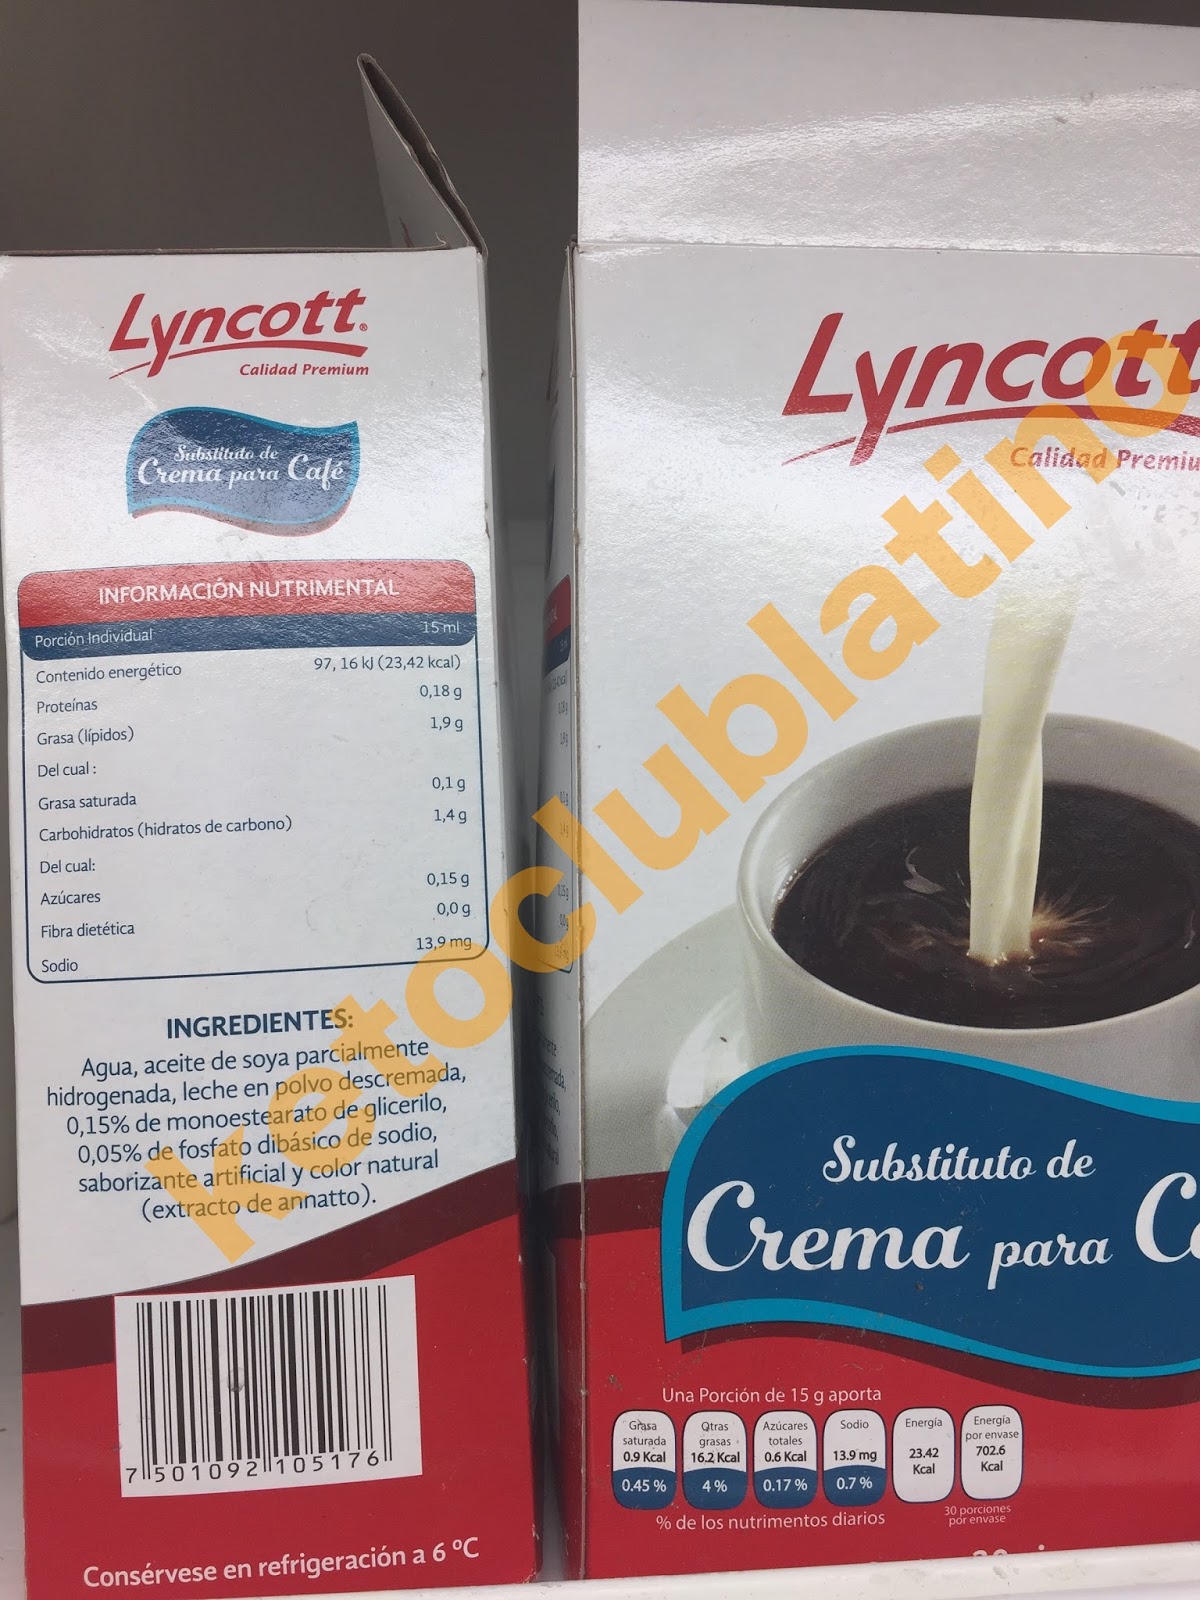 Lyncott®
Calidad Premium
Substituto de
Crema para Café
INFORMACIÓN NUTRIMENTAL
Porción Individual 15 ml
Contenido energético 97, 16 kJ (23,42 kcal)
Proteínas 0,18 g
Grasa (lípidos) 1,9 g
Del cual :
Grasa saturada 0,1 g
Carbohidratos (hidratos de carbono) 1,4 g
Del cual:
Azúcares 0,15 g
Fibra dietética 0,0 g
Sodio 13,9 mg
INGREDIENTES:
Agua, aceite de soya parcialmente
hidrogenada, leche en polvo descremada,
0,15% de monoestearato de glicerilo,
0,05% de fosfato dibásico de sodio,
saborizante artificial y color natural
(extracto de annatto).
7 501092 105176
Consérvese en refrigeración a 6 ºC
Lyncott
Calidad Premiu
Substituto de
Crema para C
Una Porción de 15 g aporta
Grasa saturada 0.9 Kcal 0.45 %
Otras grasas 16.2 Kcal 4 %
Azúcares totales 0.6 Kcal 0.17 %
Sodio 13.9 mg 0.7 %
Energía 23.42 Kcal
Energía por envase 702.6 Kcal
% de los nutrimentos diarios
30 porciones
por envase
ketoclublatino